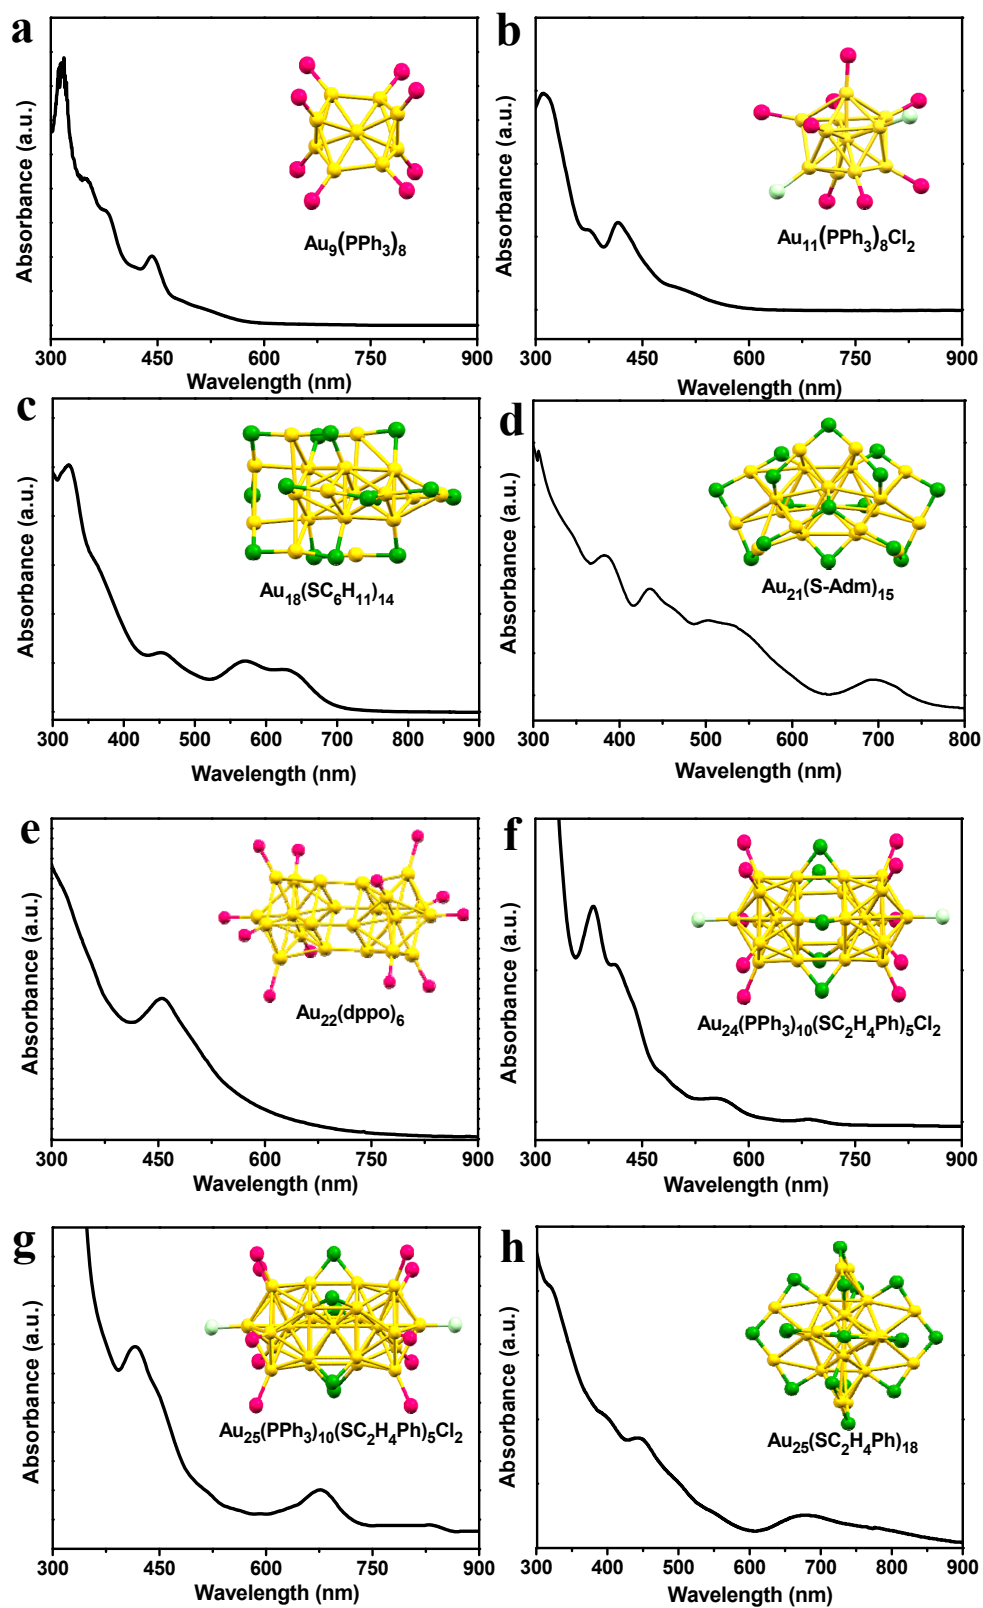 a
b
Absorbance (a.u.)
Au9(PPh3)8
300 450 600 750 900
Wavelength (nm)
Absorbance (a.u.)
Au11(PPh3)8Cl2
300 450 600 750 900
Wavelength (nm)
c
d
Absorbance (a.u.)
Au18(SC6H11)14
300 400 500 600 700 800 900
Wavelength (nm)
Absorbance (a.u.)
Au21(S-Adm)15
300 400 500 600 700 800
Wavelength (nm)
e
f
Absorbance (a.u.)
Au22(dppo)6
300 450 600 750 900
Wavelength (nm)
Absorbance (a.u.)
Au24(PPh3)10(SC2H4Ph)5Cl2
300 450 600 750 900
Wavelength (nm)
g
h
Absorbance (a.u.)
Au25(PPh3)10(SC2H4Ph)5Cl2
300 450 600 750 900
Wavelength (nm)
Absorbance (a.u.)
Au25(SC2H4Ph)18
300 400 500 600 700 800 900
Wavelength (nm)